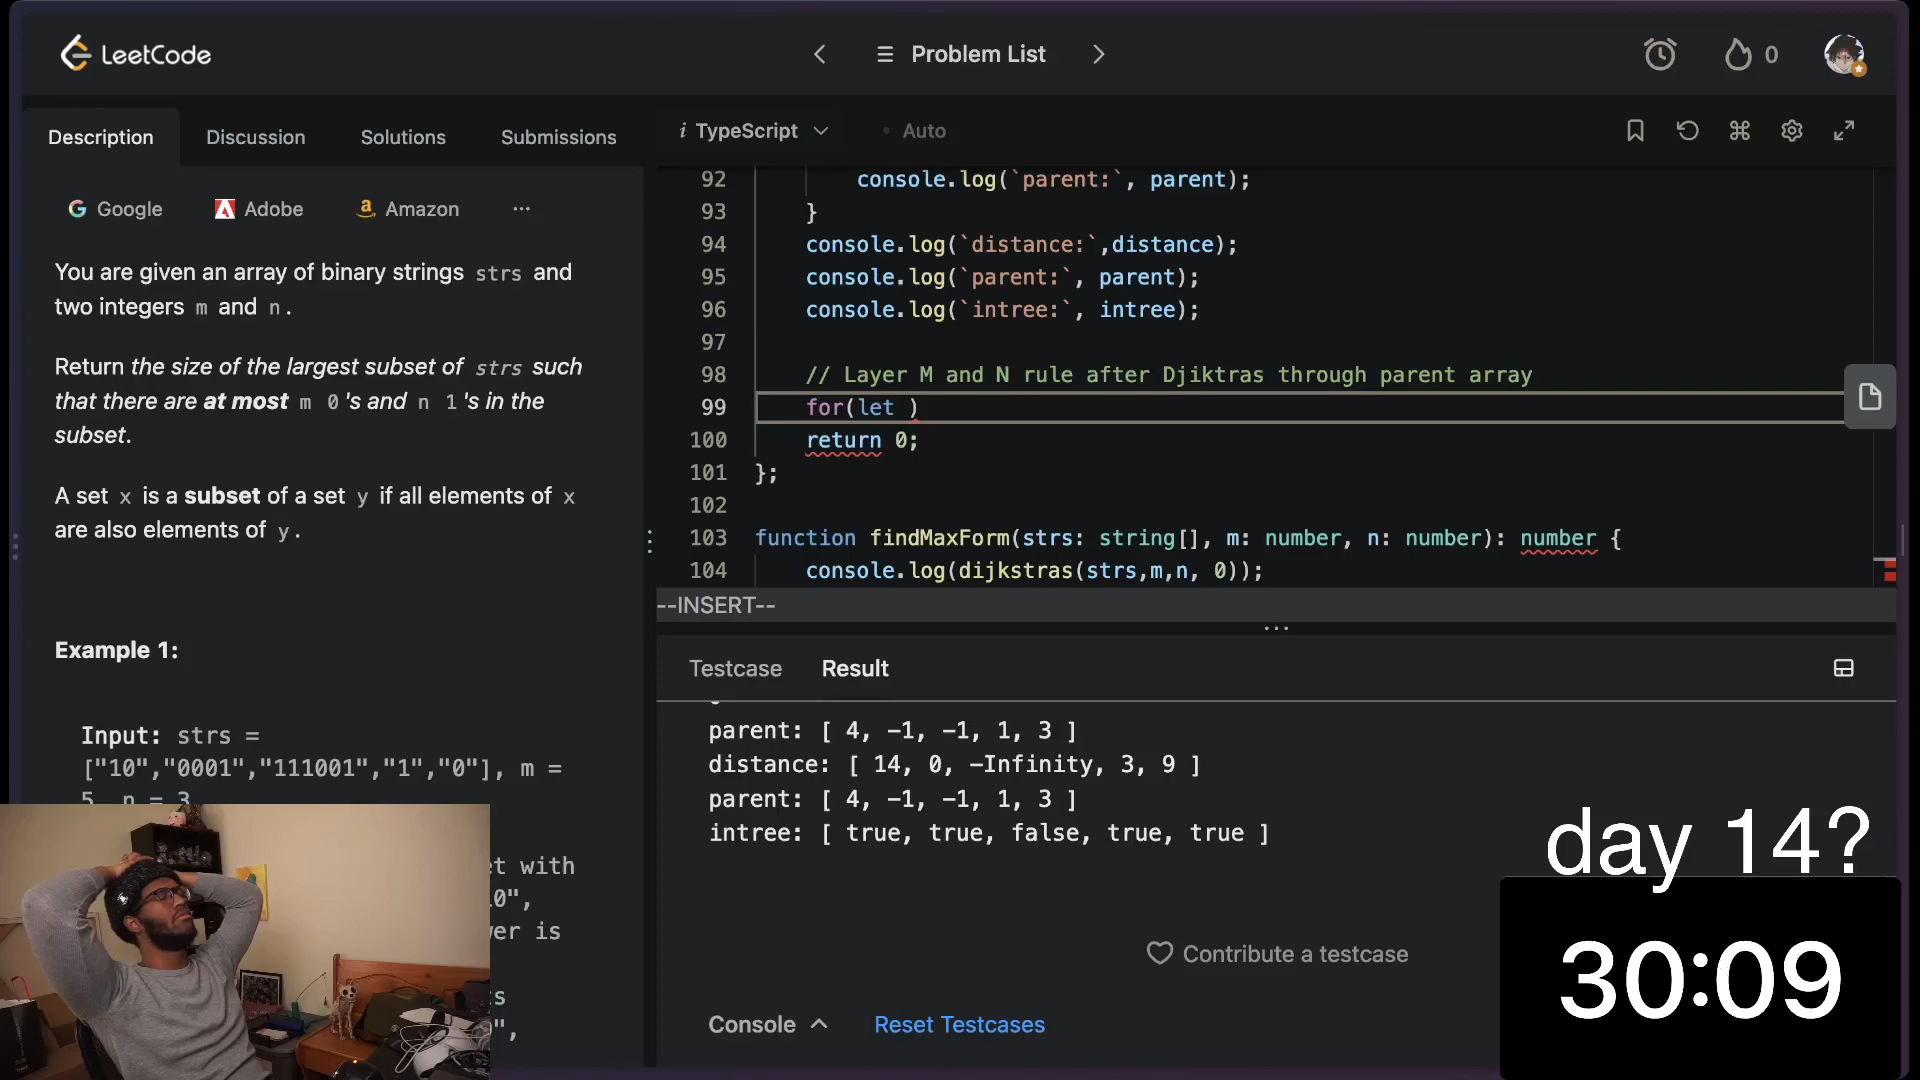 LeetCode
Problem List
0
Description
Discussion
Solutions
Submissions
Google
Adobe
Amazon
...
You are given an array of binary strings strs and
two integers m and n.
Return the size of the largest subset of strs such
that there are at most m 0's and n 1's in the
subset.
A set x is a subset of a set y if all elements of x
are also elements of y.
Example 1:
Input: strs =
["10","0001","111001","1","0"], m =
5, n = 3
et with
10",
wer is
s
",
i TypeScript
Auto
92 console.log(`parent:`, parent);
93 }
94 console.log(`distance:`,distance);
95 console.log(`parent:`, parent);
96 console.log(`intree:`, intree);
97
98 // Layer M and N rule after Djiktras through parent array
99 for(let )
100 return 0;
101 };
102
103 function findMaxForm(strs: string[], m: number, n: number): number {
104 console.log(dijkstras(strs,m,n, 0));
--INSERT--
Testcase
Result
parent: [ 4, -1, -1, 1, 3 ]
distance: [ 14, 0, -Infinity, 3, 9 ]
parent: [ 4, -1, -1, 1, 3 ]
intree: [ true, true, false, true, true ]
Contribute a testcase
Console
Reset Testcases
day 14?
30:09